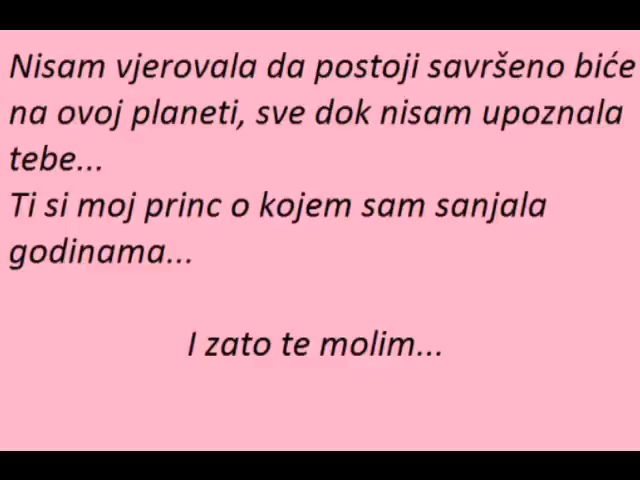 Nisam vjerovala da postoji savršeno biće
na ovoj planeti, sve dok nisam upoznala
tebe...
Ti si moj princ o kojem sam sanjala
godinama...
I zato te molim...